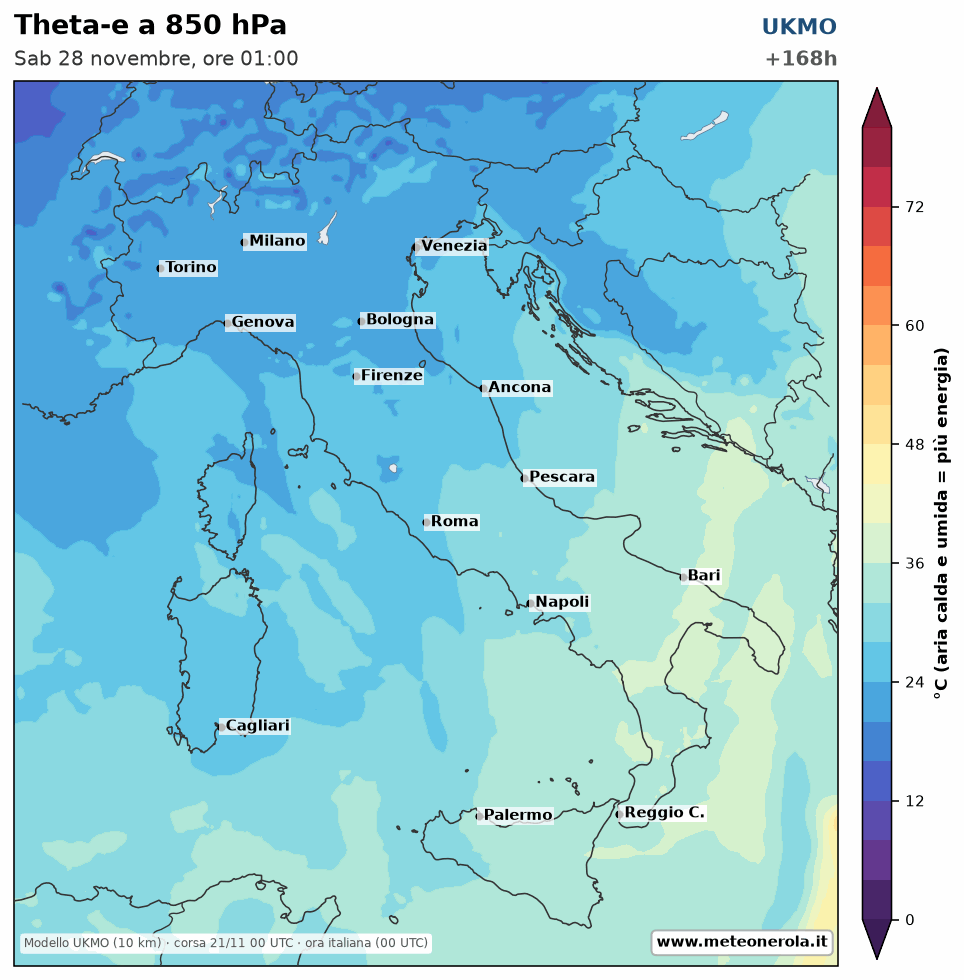 Theta-e a 850 hPa
UKMO
Sab 28 novembre, ore 01:00
+168h
Milano
Venezia
Torino
Genova
Bologna
Firenze
Ancona
Pescara
Roma
Bari
Napoli
Cagliari
Palermo
Reggio C.
72
60
48
36
24
12
0
°C (aria calda e umida = più energia)
Modello UKMO (10 km) · corsa 21/11 00 UTC · ora italiana (00 UTC)
www.meteonerola.it